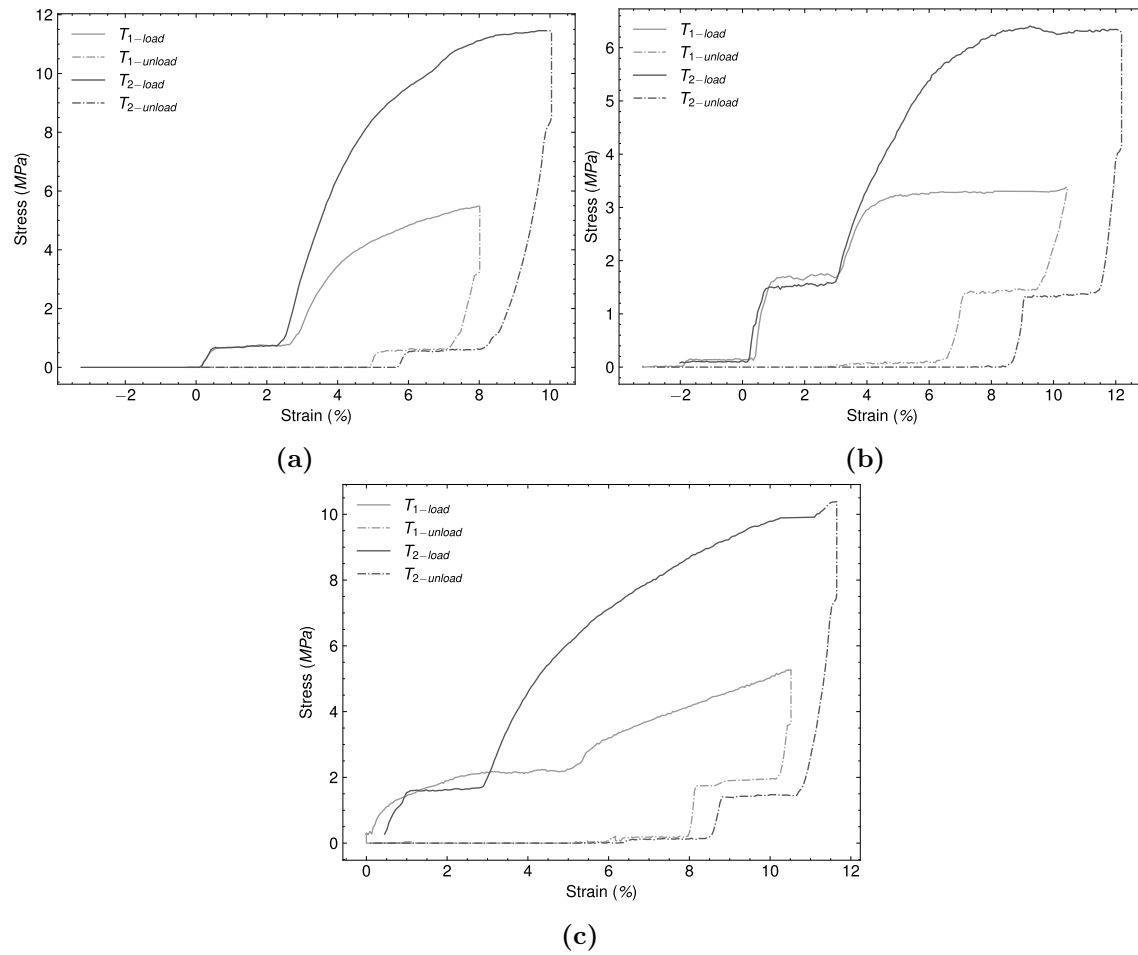 12
10
8
6
4
2
0
Stress (MPa)
T1−load
T1−unload
T2−load
T2−unload
−2 0 2 4 6 8 10
Strain (%)
(a)
6
5
4
3
2
1
0
Stress (MPa)
T1−load
T1−unload
T2−load
T2−unload
−2 0 2 4 6 8 10 12
Strain (%)
(b)
10
8
6
4
2
0
Stress (MPa)
T1−load
T1−unload
T2−load
T2−unload
0 2 4 6 8 10 12
Strain (%)
(c)